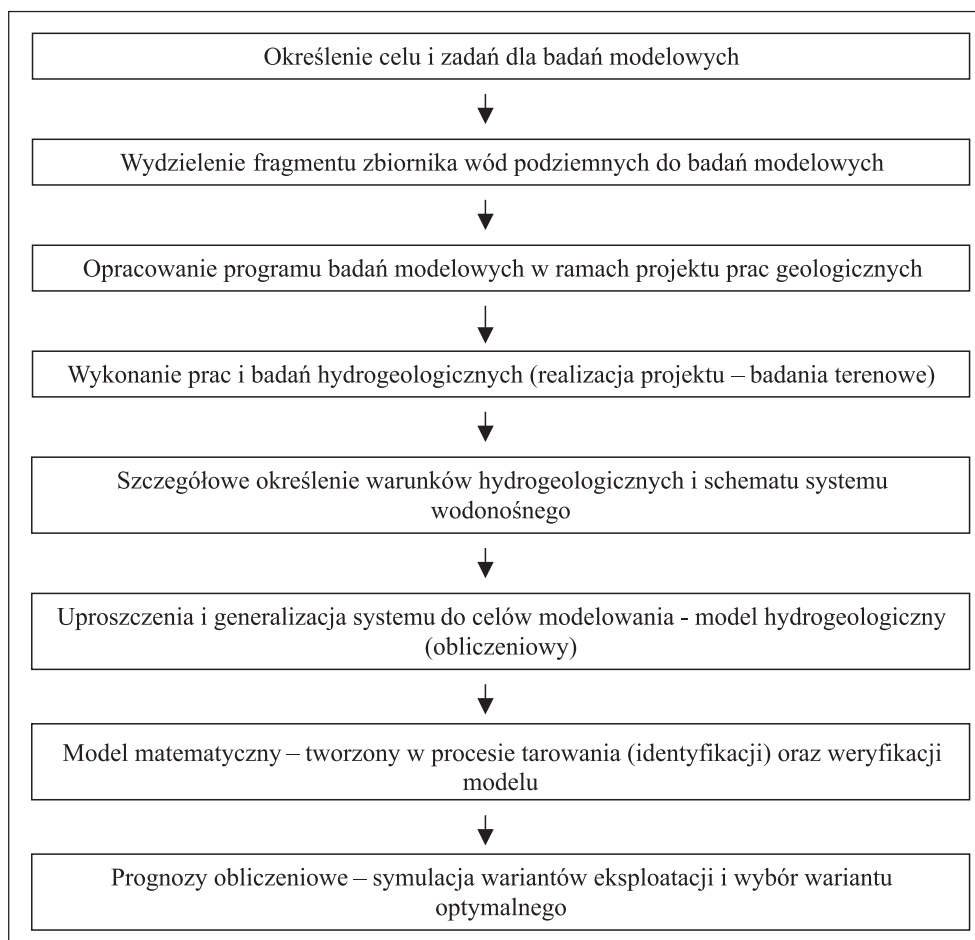 Określenie celu i zadań dla badań modelowych
Wydzielenie fragmentu zbiornika wód podziemnych do badań modelowych
Opracowanie programu badań modelowych w ramach projektu prac geologicznych
Wykonanie prac i badań hydrogeologicznych (realizacja projektu – badania terenowe)
Szczegółowe określenie warunków hydrogeologicznych i schematu systemu
wodonośnego
Uproszczenia i generalizacja systemu do celów modelowania - model hydrogeologiczny
(obliczeniowy)
Model matematyczny – tworzony w procesie tarowania (identyfikacji) oraz weryfikacji
modelu
Prognozy obliczeniowe – symulacja wariantów eksploatacji i wybór wariantu
optymalnego